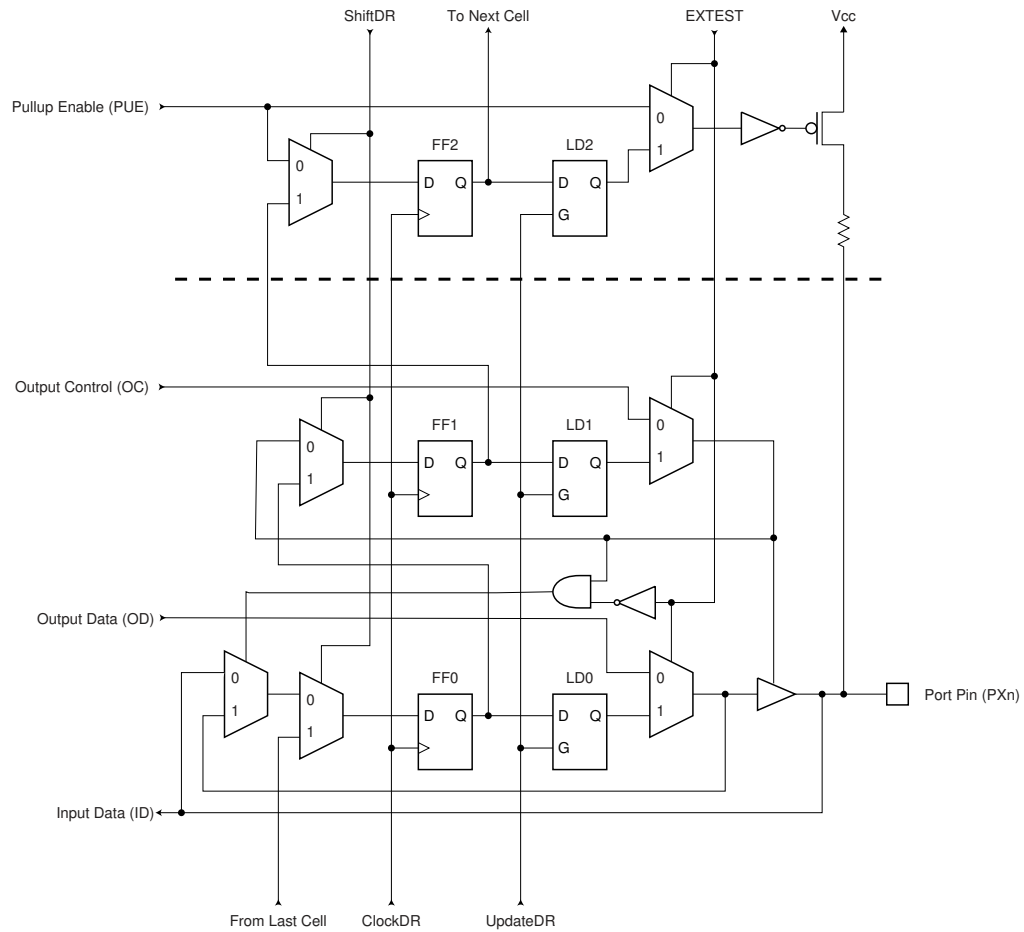 ShiftDR
To Next Cell
EXTEST
Vcc
Pullup Enable (PUE)
0
1
FF2
D Q
LD2
D Q
G
0
1
Output Control (OC)
0
1
FF1
D Q
LD1
D Q
G
0
1
Output Data (OD)
0
1
0
1
FF0
D Q
LD0
D Q
G
0
1
Port Pin (PXn)
Input Data (ID)
From Last Cell
ClockDR
UpdateDR